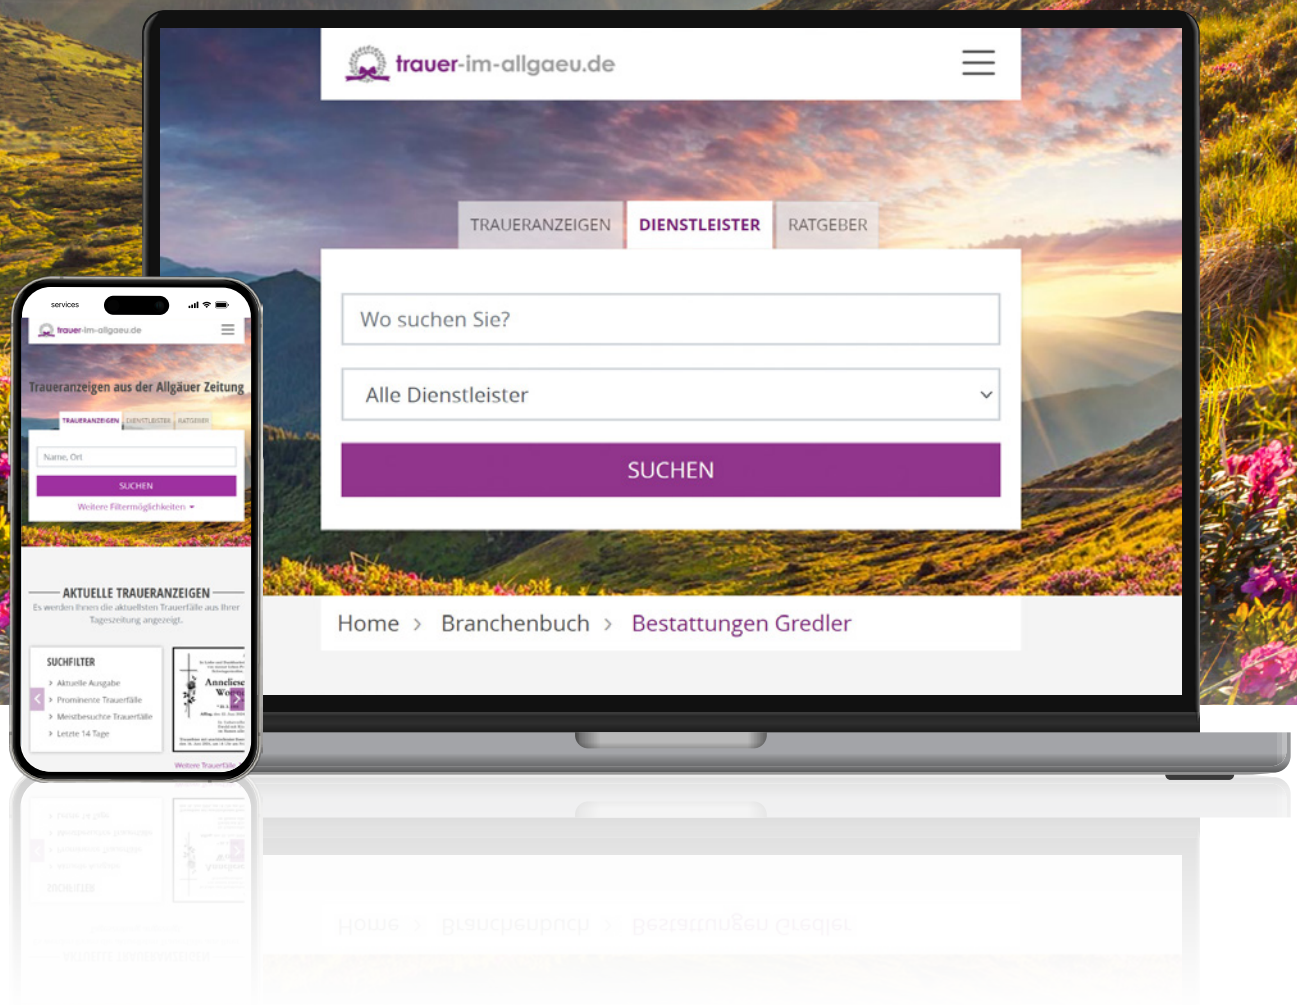 trauer-im-allgaeu.de
TRAUERANZEIGEN
DIENSTLEISTER
RATGEBER
Wo suchen Sie?
Alle Dienstleister
SUCHEN
Home > Branchenbuch > Bestattungen Gredler
services
trauer-im-allgaeu.de
Traueranzeigen aus der Allgäuer Zeitung
TRAUERANZEIGEN
DIENSTLEISTER
RATGEBER
Name, Ort
SUCHEN
Weitere Filtermöglichkeiten
AKTUELLE TRAUERANZEIGEN
Es werden Ihnen die aktuellsten Trauerfälle aus Ihrer
Tageszeitung angezeigt.
SUCHFILTER
> Aktuelle Ausgabe
> Prominente Trauerfälle
> Meistbesuchte Trauerfälle
> Letzte 14 Tage
Anneliese
Weitere Trauerfälle